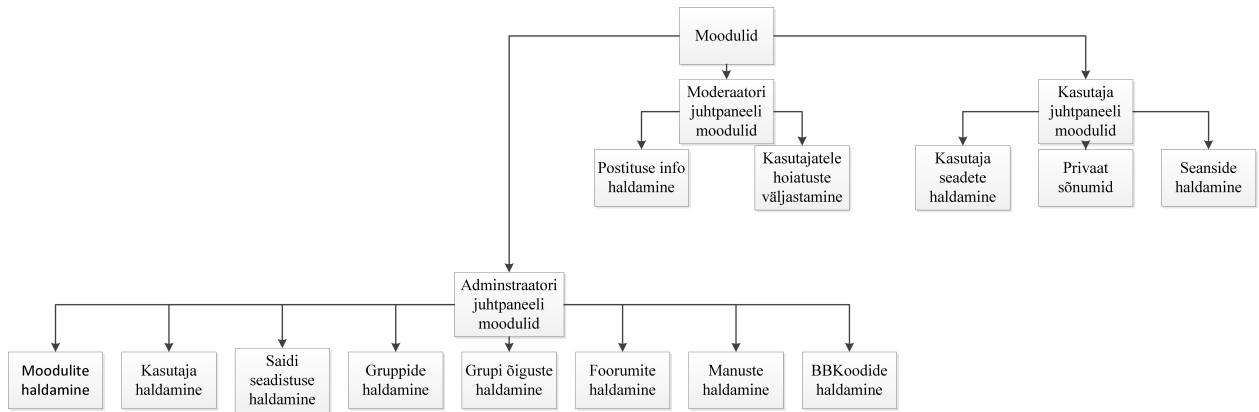 Moodulid
Moderaatori
juhtpaneeli
moodulid
Kasutaja
juhtpaneeli
moodulid
Postituse info
haldamine
Kasutajatele
hoiatuste
väljastamine
Kasutaja
seadete
haldamine
Privaat
sõnumid
Seanside
haldamine
Adminstraatori
juhtpaneeli
moodulid
Moodulite
haldamine
Kasutaja
haldamine
Saidi
seadistuse
haldamine
Gruppide
haldamine
Grupi õiguste
haldamine
Foorumite
haldamine
Manuste
haldamine
BBKoodide
haldamine